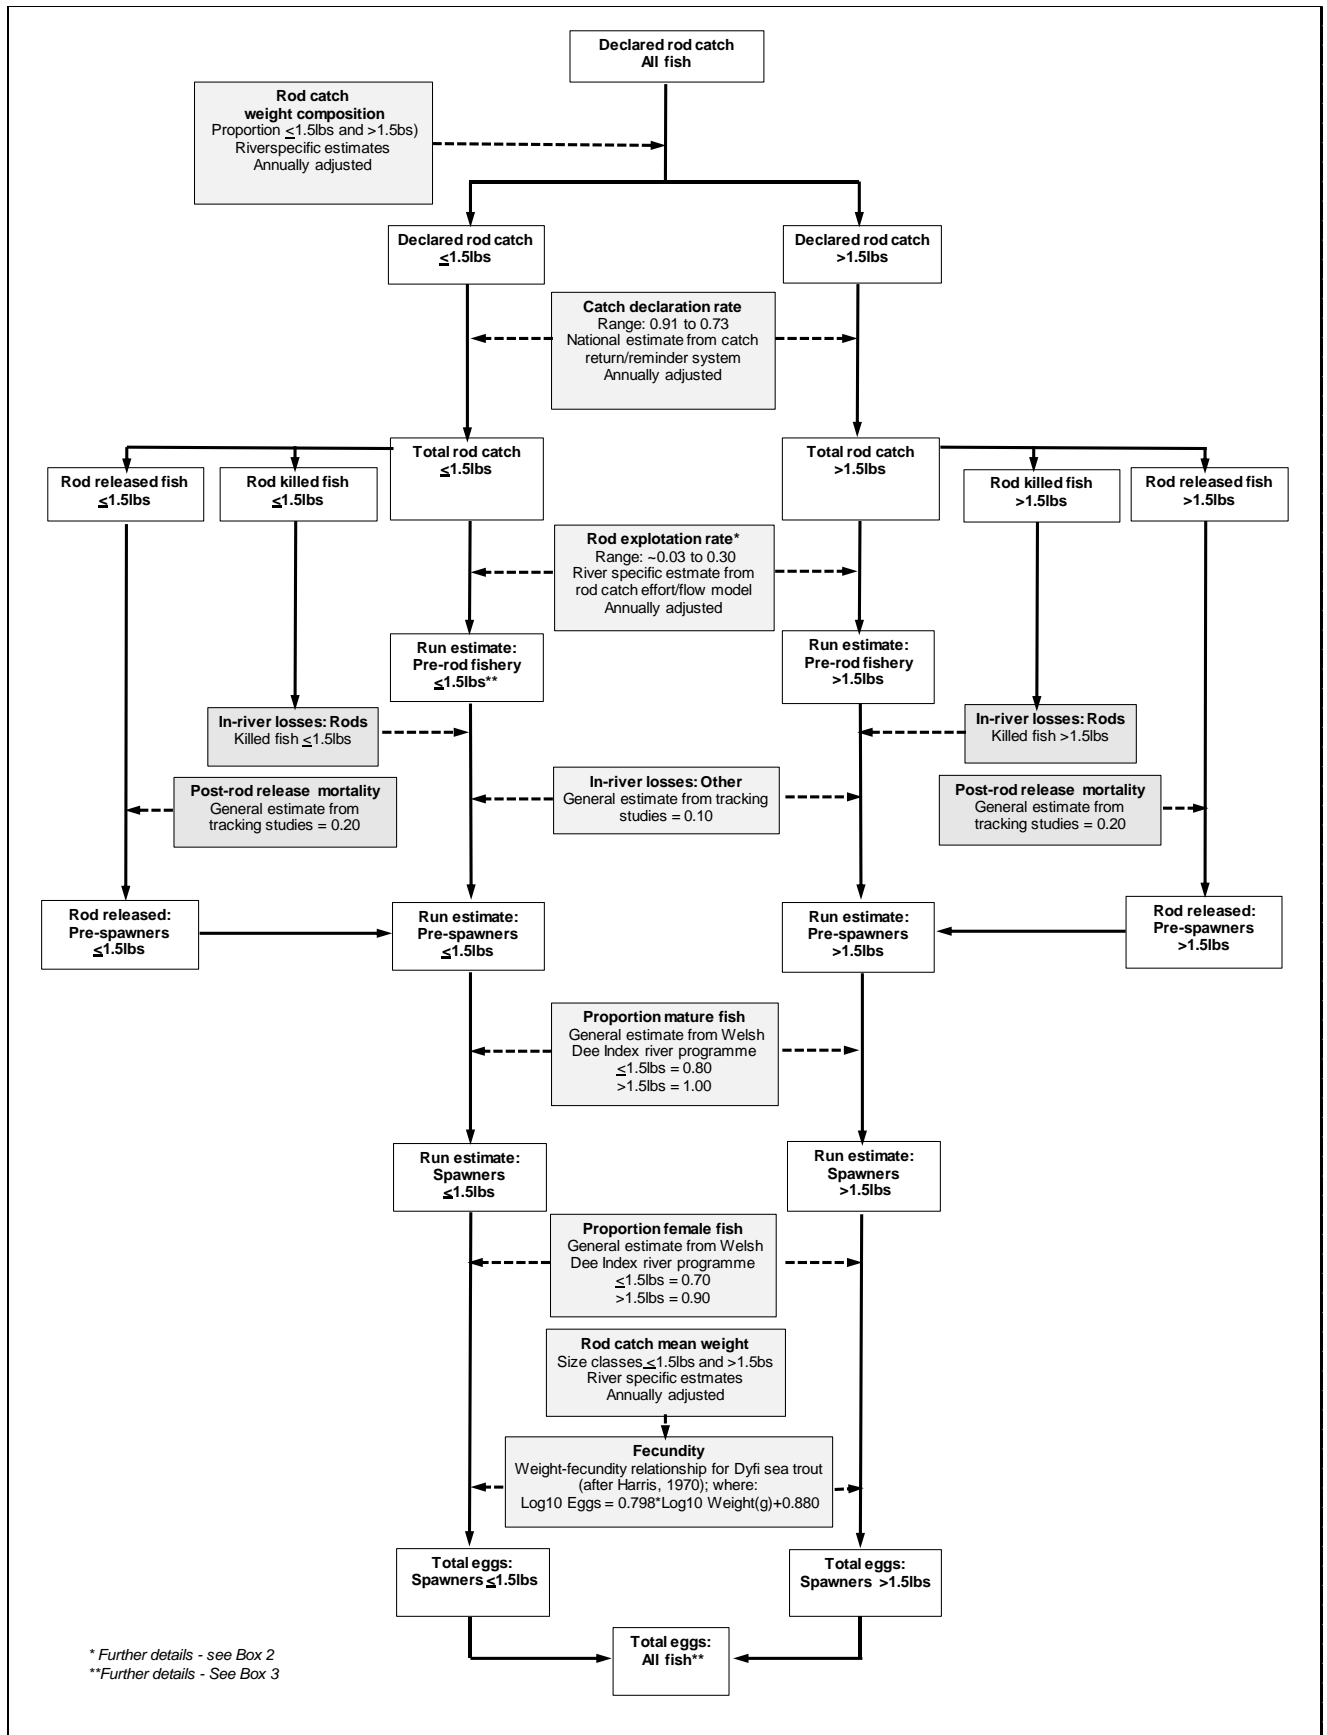 Declared rod catch
All fish
Rod catch
weight composition
Proportion ≤1.5lbs and >1.5bs)
Riverspecific estimates
Annually adjusted
Declared rod catch
≤1.5lbs
Declared rod catch
>1.5lbs
Catch declaration rate
Range: 0.91 to 0.73
National estimate from catch
return/reminder system
Annually adjusted
Total rod catch
≤1.5lbs
Total rod catch
>1.5lbs
Rod released fish
≤1.5lbs
Rod killed fish
≤1.5lbs
Rod killed fish
>1.5lbs
Rod released fish
>1.5lbs
Rod explotation rate*
Range: ~0.03 to 0.30
River specific estmate from
rod catch effort/flow model
Annually adjusted
Run estimate:
Pre-rod fishery
≤1.5lbs**
Run estimate:
Pre-rod fishery
>1.5lbs
In-river losses: Rods
Killed fish ≤1.5lbs
In-river losses: Rods
Killed fish >1.5lbs
Post-rod release mortality
General estimate from
tracking studies = 0.20
In-river losses: Other
General estimate from tracking
studies = 0.10
Post-rod release mortality
General estimate from
tracking studies = 0.20
Rod released:
Pre-spawners
≤1.5lbs
Run estimate:
Pre-spawners
≤1.5lbs
Run estimate:
Pre-spawners
>1.5lbs
Rod released:
Pre-spawners
>1.5lbs
Proportion mature fish
General estimate from Welsh
Dee Index river programme
≤1.5lbs = 0.80
>1.5lbs = 1.00
Run estimate:
Spawners
≤1.5lbs
Run estimate:
Spawners
>1.5lbs
Proportion female fish
General estimate from Welsh
Dee Index river programme
≤1.5lbs = 0.70
>1.5lbs = 0.90
Rod catch mean weight
Size classes ≤1.5lbs and >1.5bs
River specific estmates
Annually adjusted
Fecundity
Weight-fecundity relationship for Dyfi sea trout
(after Harris, 1970); where:
Log10 Eggs = 0.798*Log10 Weight(g)+0.880
Total eggs:
Spawners ≤1.5lbs
Total eggs:
Spawners >1.5lbs
Total eggs:
All fish**
* Further details - see Box 2
**Further details - See Box 3